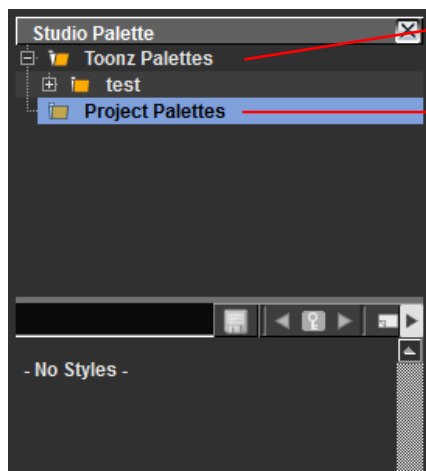 Studio Palette
Toonz Palettes
test
Project Palettes
- No Styles -